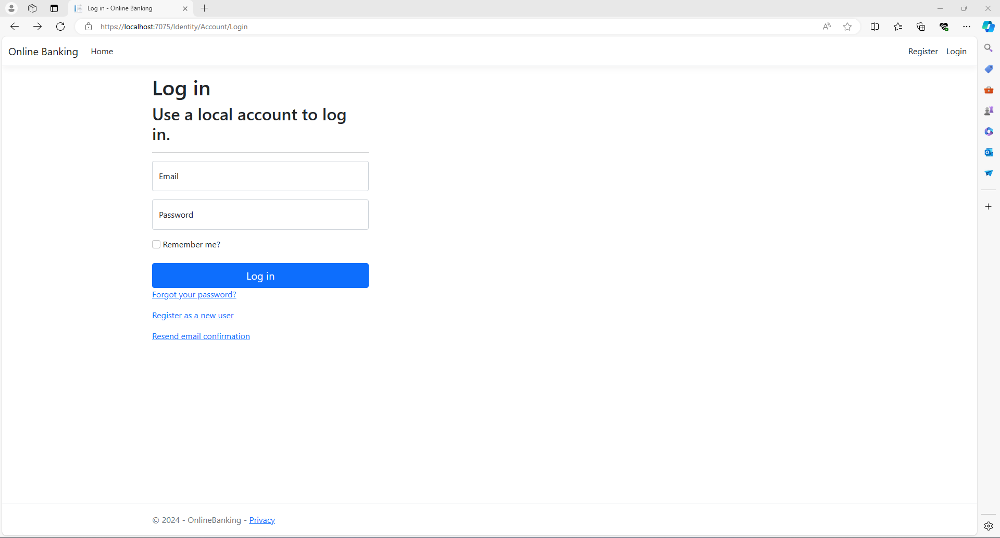 Log in - Online Banking
https://localhost:7075/Identity/Account/Login
Online Banking Home Register Login
Log in
Use a local account to log
in.
Email
Password
Remember me?
Log in
Forgot your password?
Register as a new user
Resend email confirmation
© 2024 - OnlineBanking - Privacy